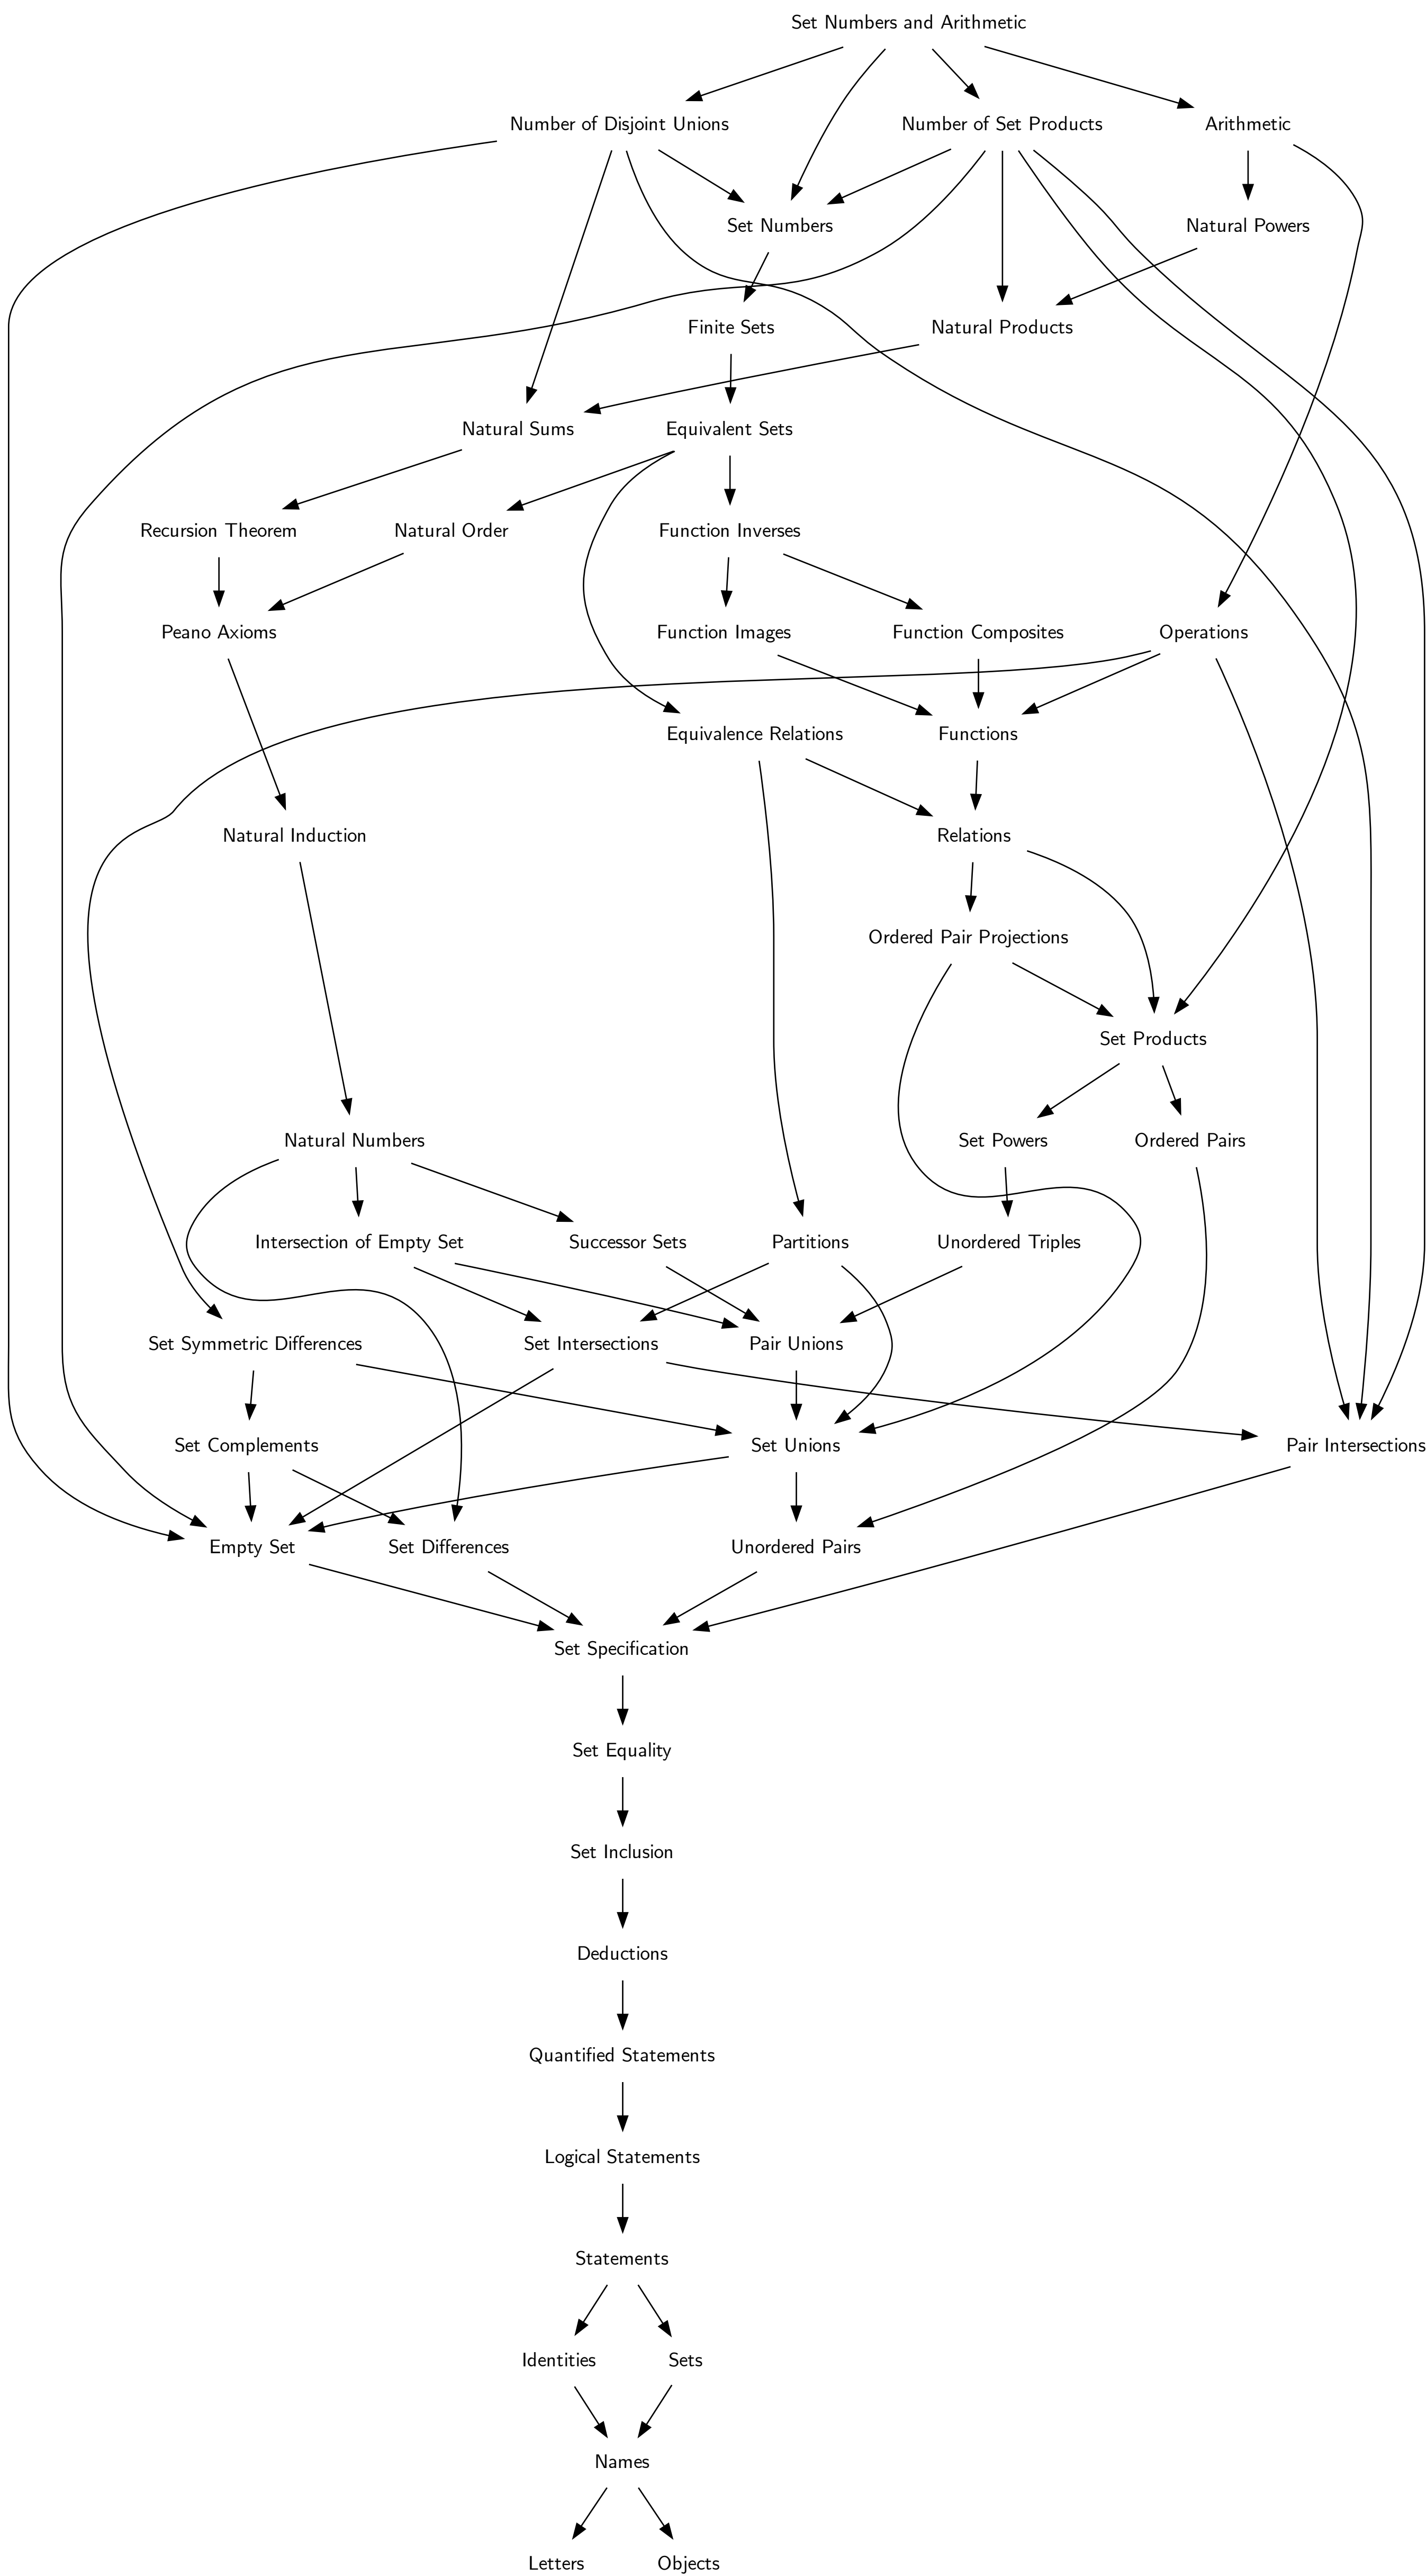 Set Numbers and Arithmetic
Number of Disjoint Unions
Number of Set Products
Arithmetic
Set Numbers
Natural Powers
Finite Sets
Natural Products
Natural Sums
Equivalent Sets
Recursion Theorem
Natural Order
Function Inverses
Peano Axioms
Function Images
Function Composites
Operations
Equivalence Relations
Functions
Natural Induction
Relations
Ordered Pair Projections
Set Products
Natural Numbers
Set Powers
Ordered Pairs
Intersection of Empty Set
Successor Sets
Partitions
Unordered Triples
Set Symmetric Differences
Set Intersections
Pair Unions
Set Complements
Set Unions
Pair Intersections
Empty Set
Set Differences
Unordered Pairs
Set Specification
Set Equality
Set Inclusion
Deductions
Quantified Statements
Logical Statements
Statements
Identities
Sets
Names
Letters
Objects